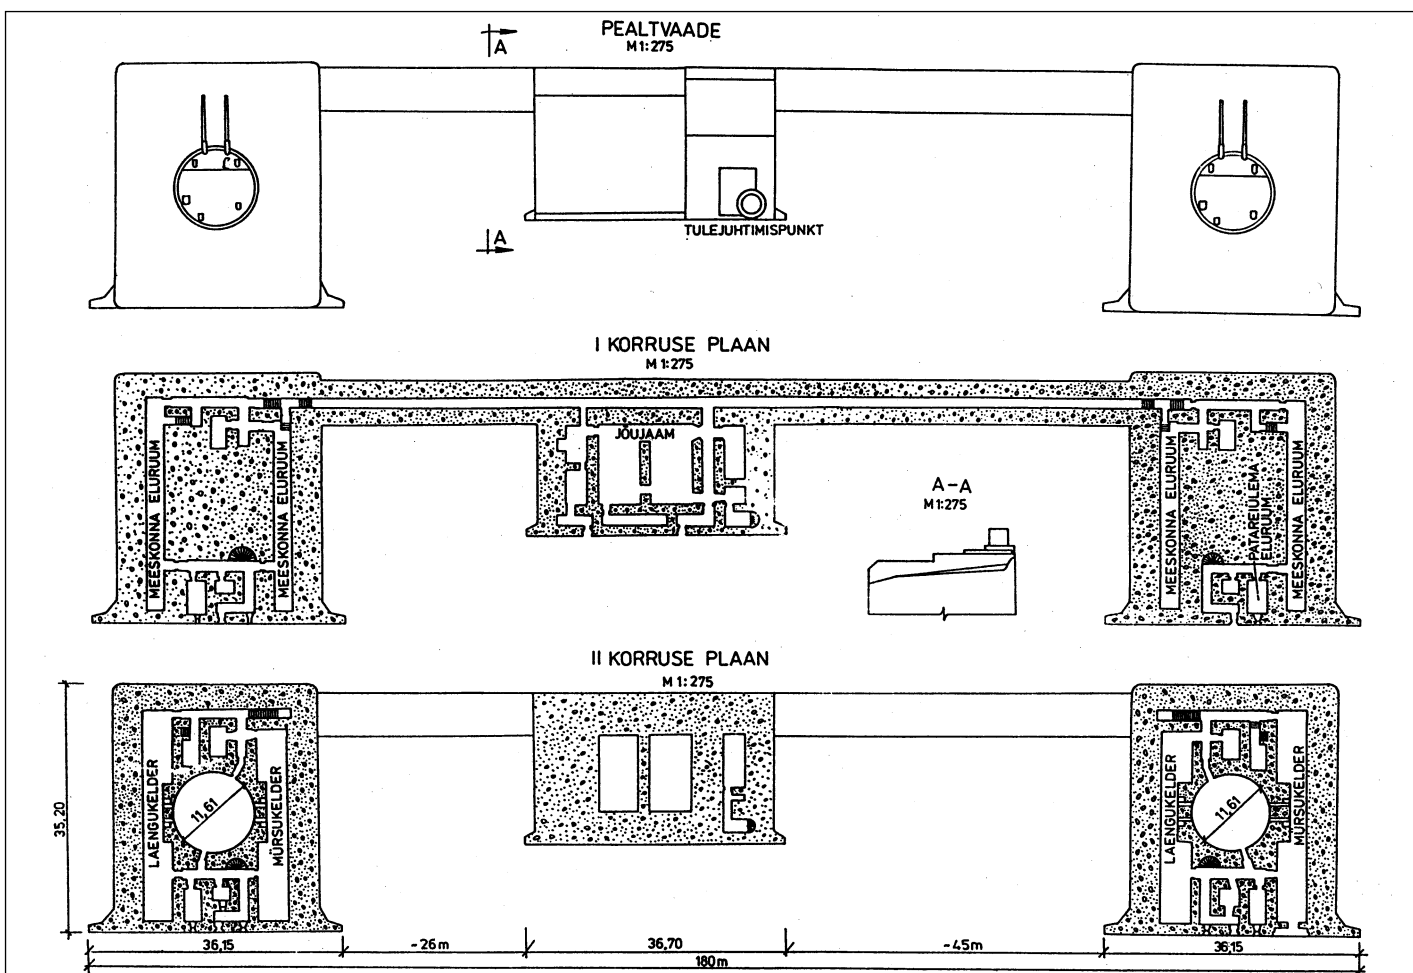 PEALTVAADE
M 1:275
A
A
TULEJUHTIMISPUNKT
I KORRUSE PLAAN
M 1:275
JÕUJAAM
MEESKONNA ELURUUM
MEESKONNA ELURUUM
A-A
M 1:275
MEESKONNA ELURUUM
PATAREIÜLEMA
ELURUUM
MEESKONNA ELURUUM
II KORRUSE PLAAN
M 1:275
35,20
LAENGUKELDER
11,61
MÜRSUKELDER
LAENGUKELDER
11,61
MÜRSUKELDER
36,15
~26m
36,70
~45m
36,15
180m